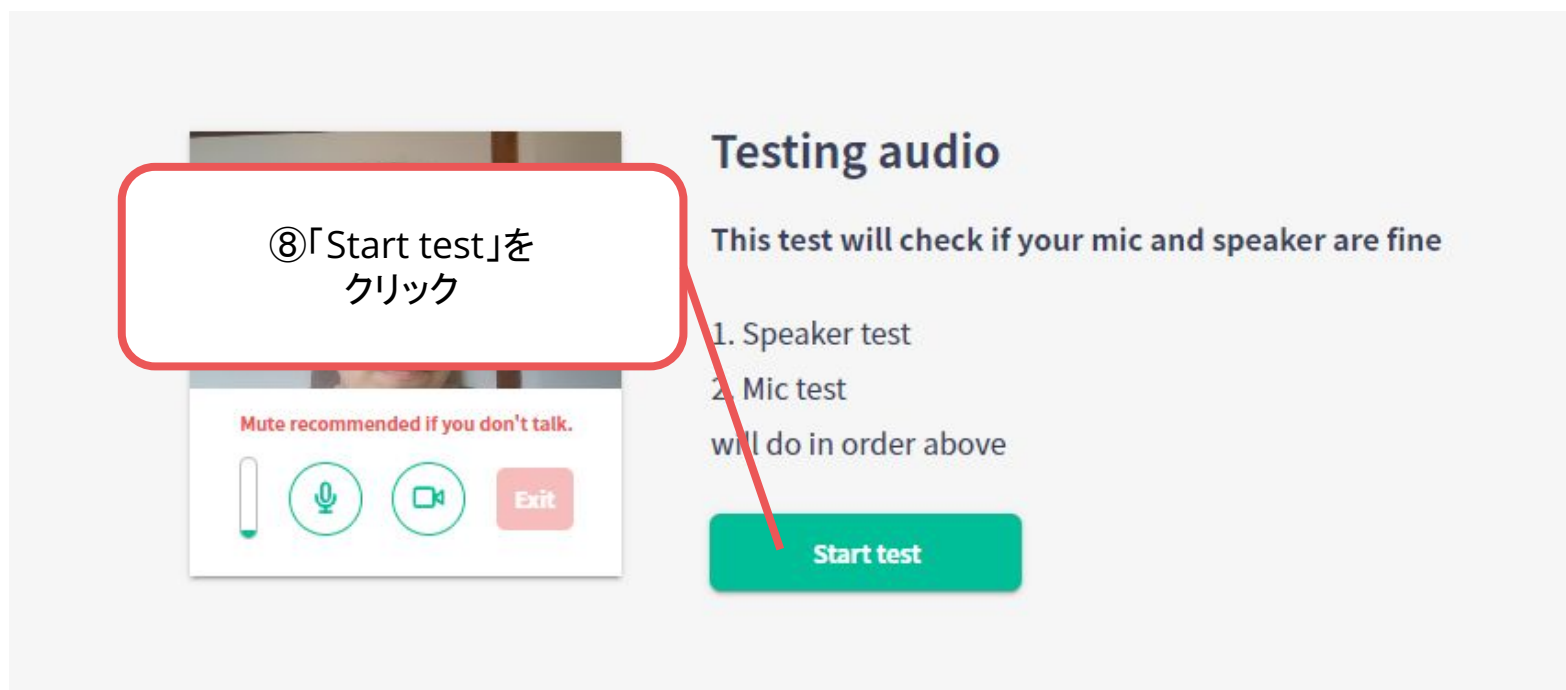 Testing audio
⑧「Start test」を
クリック
This test will check if your mic and speaker are fine
1. Speaker test
2. Mic test
will do in order above
Mute recommended if you don't talk.
Exit
Start test